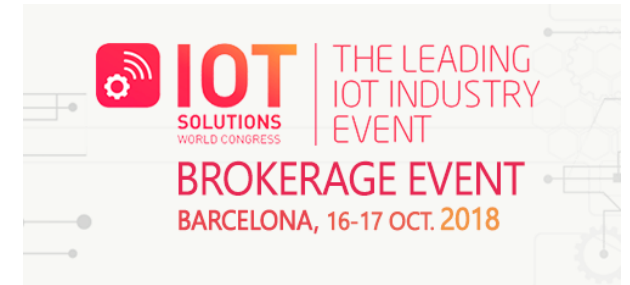 IOT
SOLUTIONS
WORLD CONGRESS
THE LEADING
IOT INDUSTRY
EVENT
BROKERAGE EVENT
BARCELONA, 16-17 OCT. 2018